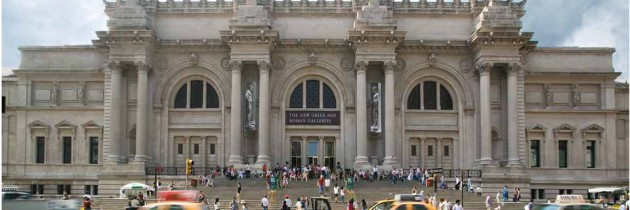 THE NEW GREEK AND
ROMAN GALLERIES